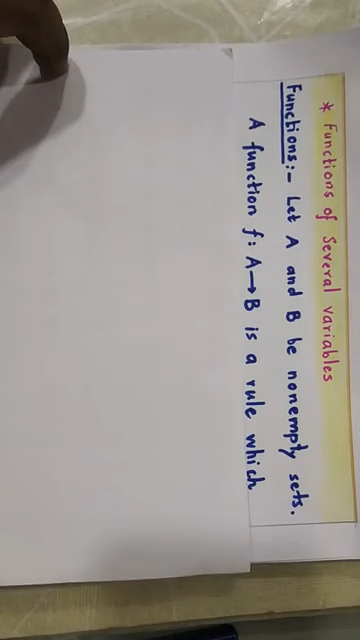 * Functions of Several variables
Functions:- Let A and B be nonempty sets.
A function f: A→B is a rule which